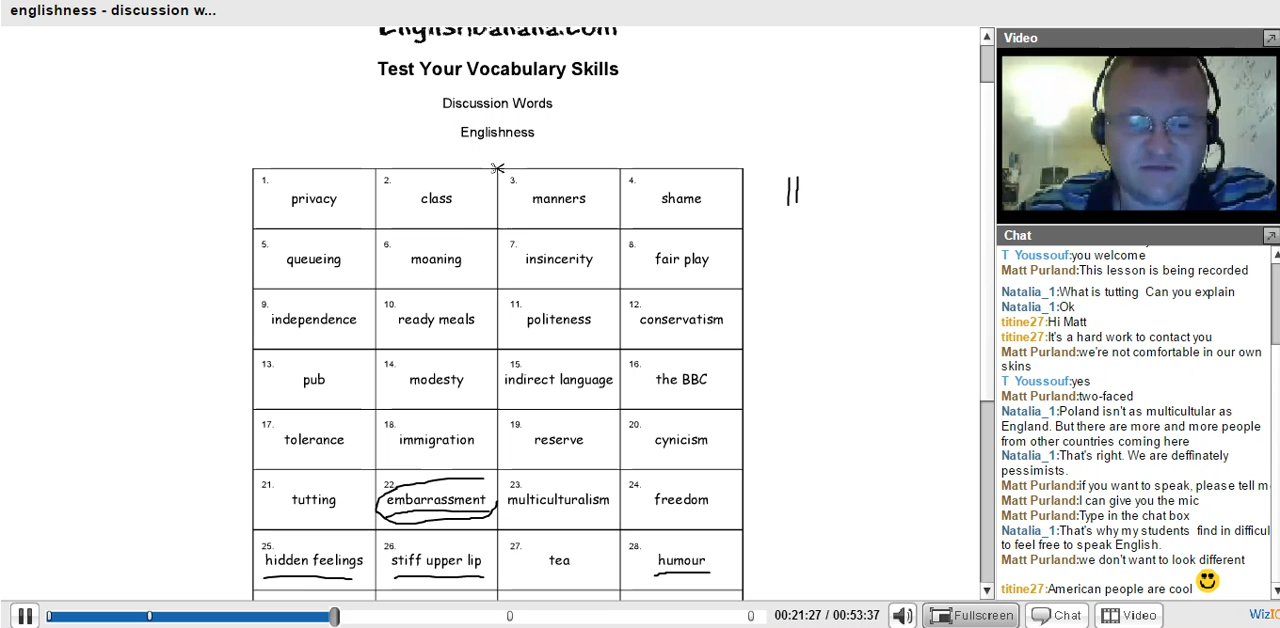 englishness - discussion w...
Englishbanana.com
Test Your Vocabulary Skills
Discussion Words
Englishness
1. privacy
2. class
3. manners
4. shame
5. queueing
6. moaning
7. insincerity
8. fair play
9. independence
10. ready meals
11. politeness
12. conservatism
13. pub
14. modesty
15. indirect language
16. the BBC
17. tolerance
18. immigration
19. reserve
20. cynicism
21. tutting
22. embarrassment
23. multiculturalism
24. freedom
25. hidden feelings
26. stiff upper lip
27. tea
28. humour
Video
Chat
T Youssouf:you welcome
Matt Purland:This lesson is being recorded
Natalia_1:What is tutting Can you explain
Natalia_1:Ok
titine27:Hi Matt
titine27:It's a hard work to contact you
Matt Purland:we're not comfortable in our own
skins
T Youssouf:yes
Matt Purland:two-faced
Natalia_1:Poland isn't as multicultular as
England. But there are more and more people
from other countries coming here
Natalia_1:That's right. We are deffinately
pessimists.
Matt Purland:if you want to speak, please tell m
Matt Purland:I can give you the mic
Matt Purland:Type in the chat box
Natalia_1:That's why my students find in difficul
to feel free to speak English.
Matt Purland:we don't want to look different
titine27:American people are cool
00:21:27 / 00:53:37
Fullscreen
Chat
Video
WizI